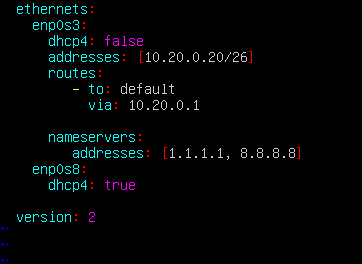 ethernets:
  enp0s3:
    dhcp4: false
    addresses: [10.20.0.20/26]
    routes:
       - to: default
         via: 10.20.0.1

    nameservers:
       addresses: [1.1.1.1, 8.8.8.8]
  enp0s8:
    dhcp4: true

version: 2
~
~
~